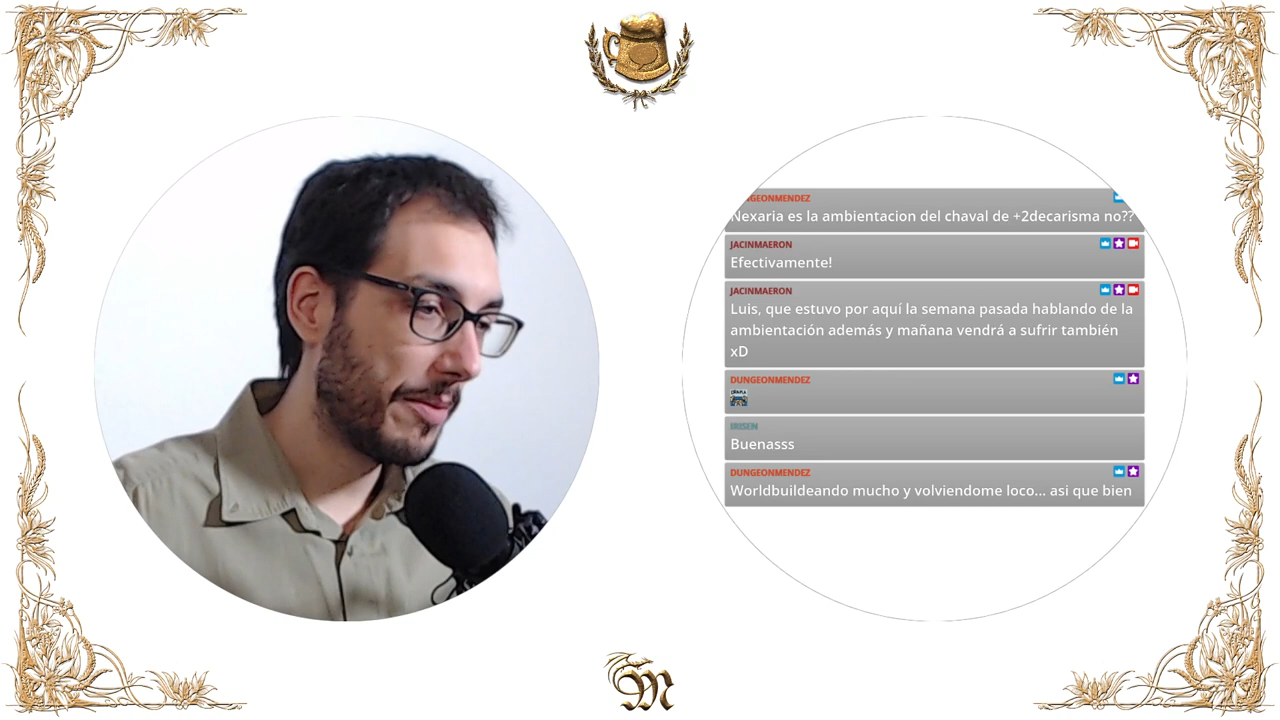 NGEONMENDEZ
Nexaria es la ambientacion del chaval de +2decarisma no??
JACINMAERON
Efectivamente!
JACINMAERON
Luis, que estuvo por aquí la semana pasada hablando de la
ambientación además y mañana vendrá a sufrir también
xD
DUNGEONMENDEZ
IRISEN
Buenasss
DUNGEONMENDEZ
Worldbuildeando mucho y volviendome loco... asi que bien
M